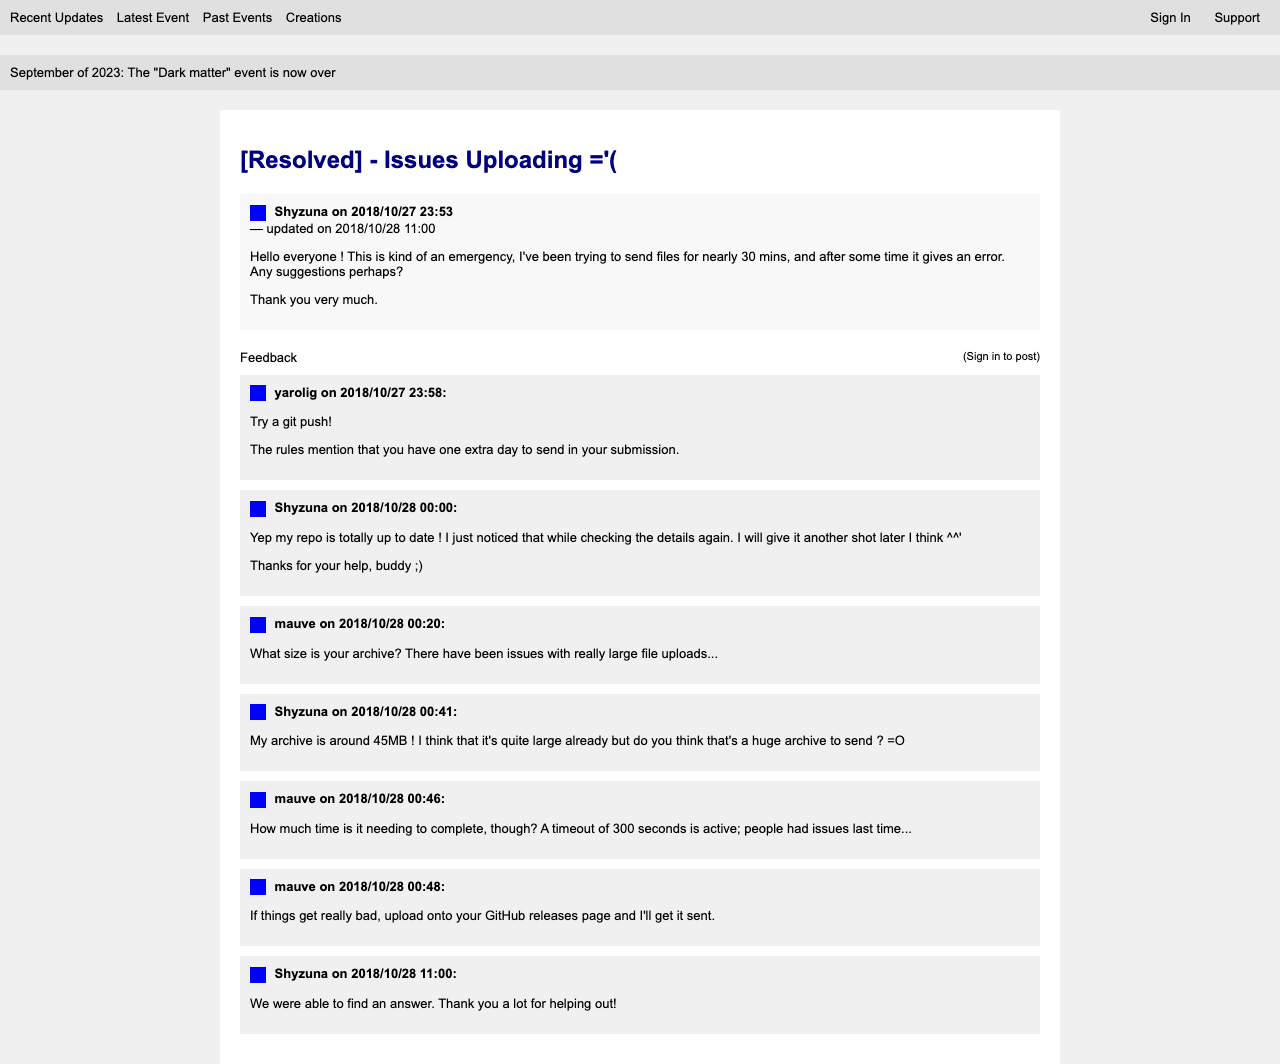 Recent Updates Latest Event Past Events Creations Sign In Support
September of 2023: The "Dark matter" event is now over
[Resolved] - Issues Uploading ='(
Shyzuna on 2018/10/27 23:53
— updated on 2018/10/28 11:00
Hello everyone ! This is kind of an emergency, I've been trying to send files for nearly 30 mins, and after some time it gives an error.
Any suggestions perhaps?
Thank you very much.
Feedback (Sign in to post)
yarolig on 2018/10/27 23:58:
Try a git push!
The rules mention that you have one extra day to send in your submission.
Shyzuna on 2018/10/28 00:00:
Yep my repo is totally up to date ! I just noticed that while checking the details again. I will give it another shot later I think ^^'
Thanks for your help, buddy ;)
mauve on 2018/10/28 00:20:
What size is your archive? There have been issues with really large file uploads...
Shyzuna on 2018/10/28 00:41:
My archive is around 45MB ! I think that it's quite large already but do you think that's a huge archive to send ? =O
mauve on 2018/10/28 00:46:
How much time is it needing to complete, though? A timeout of 300 seconds is active; people had issues last time...
mauve on 2018/10/28 00:48:
If things get really bad, upload onto your GitHub releases page and I'll get it sent.
Shyzuna on 2018/10/28 11:00:
We were able to find an answer. Thank you a lot for helping out!